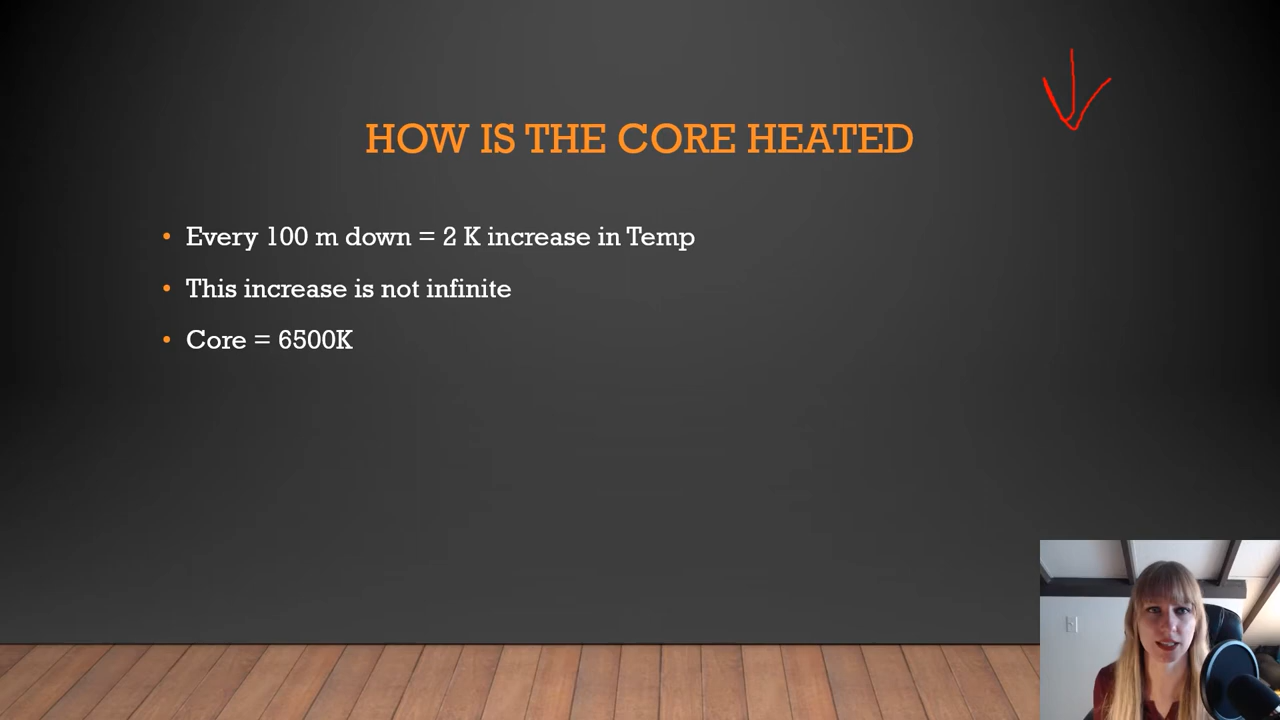 HOW IS THE CORE HEATED
Every 100 m down = 2 K increase in Temp
This increase is not infinite
Core = 6500K